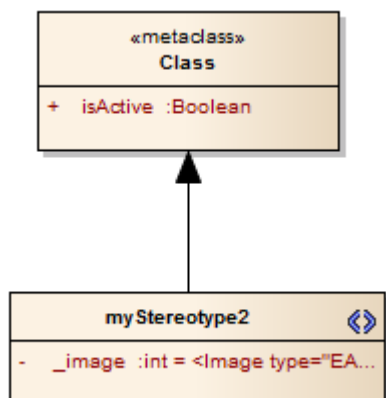 «metaclass»
Class
+ isActive :Boolean
myStereotype2
- _image :int = <Image type="EA...